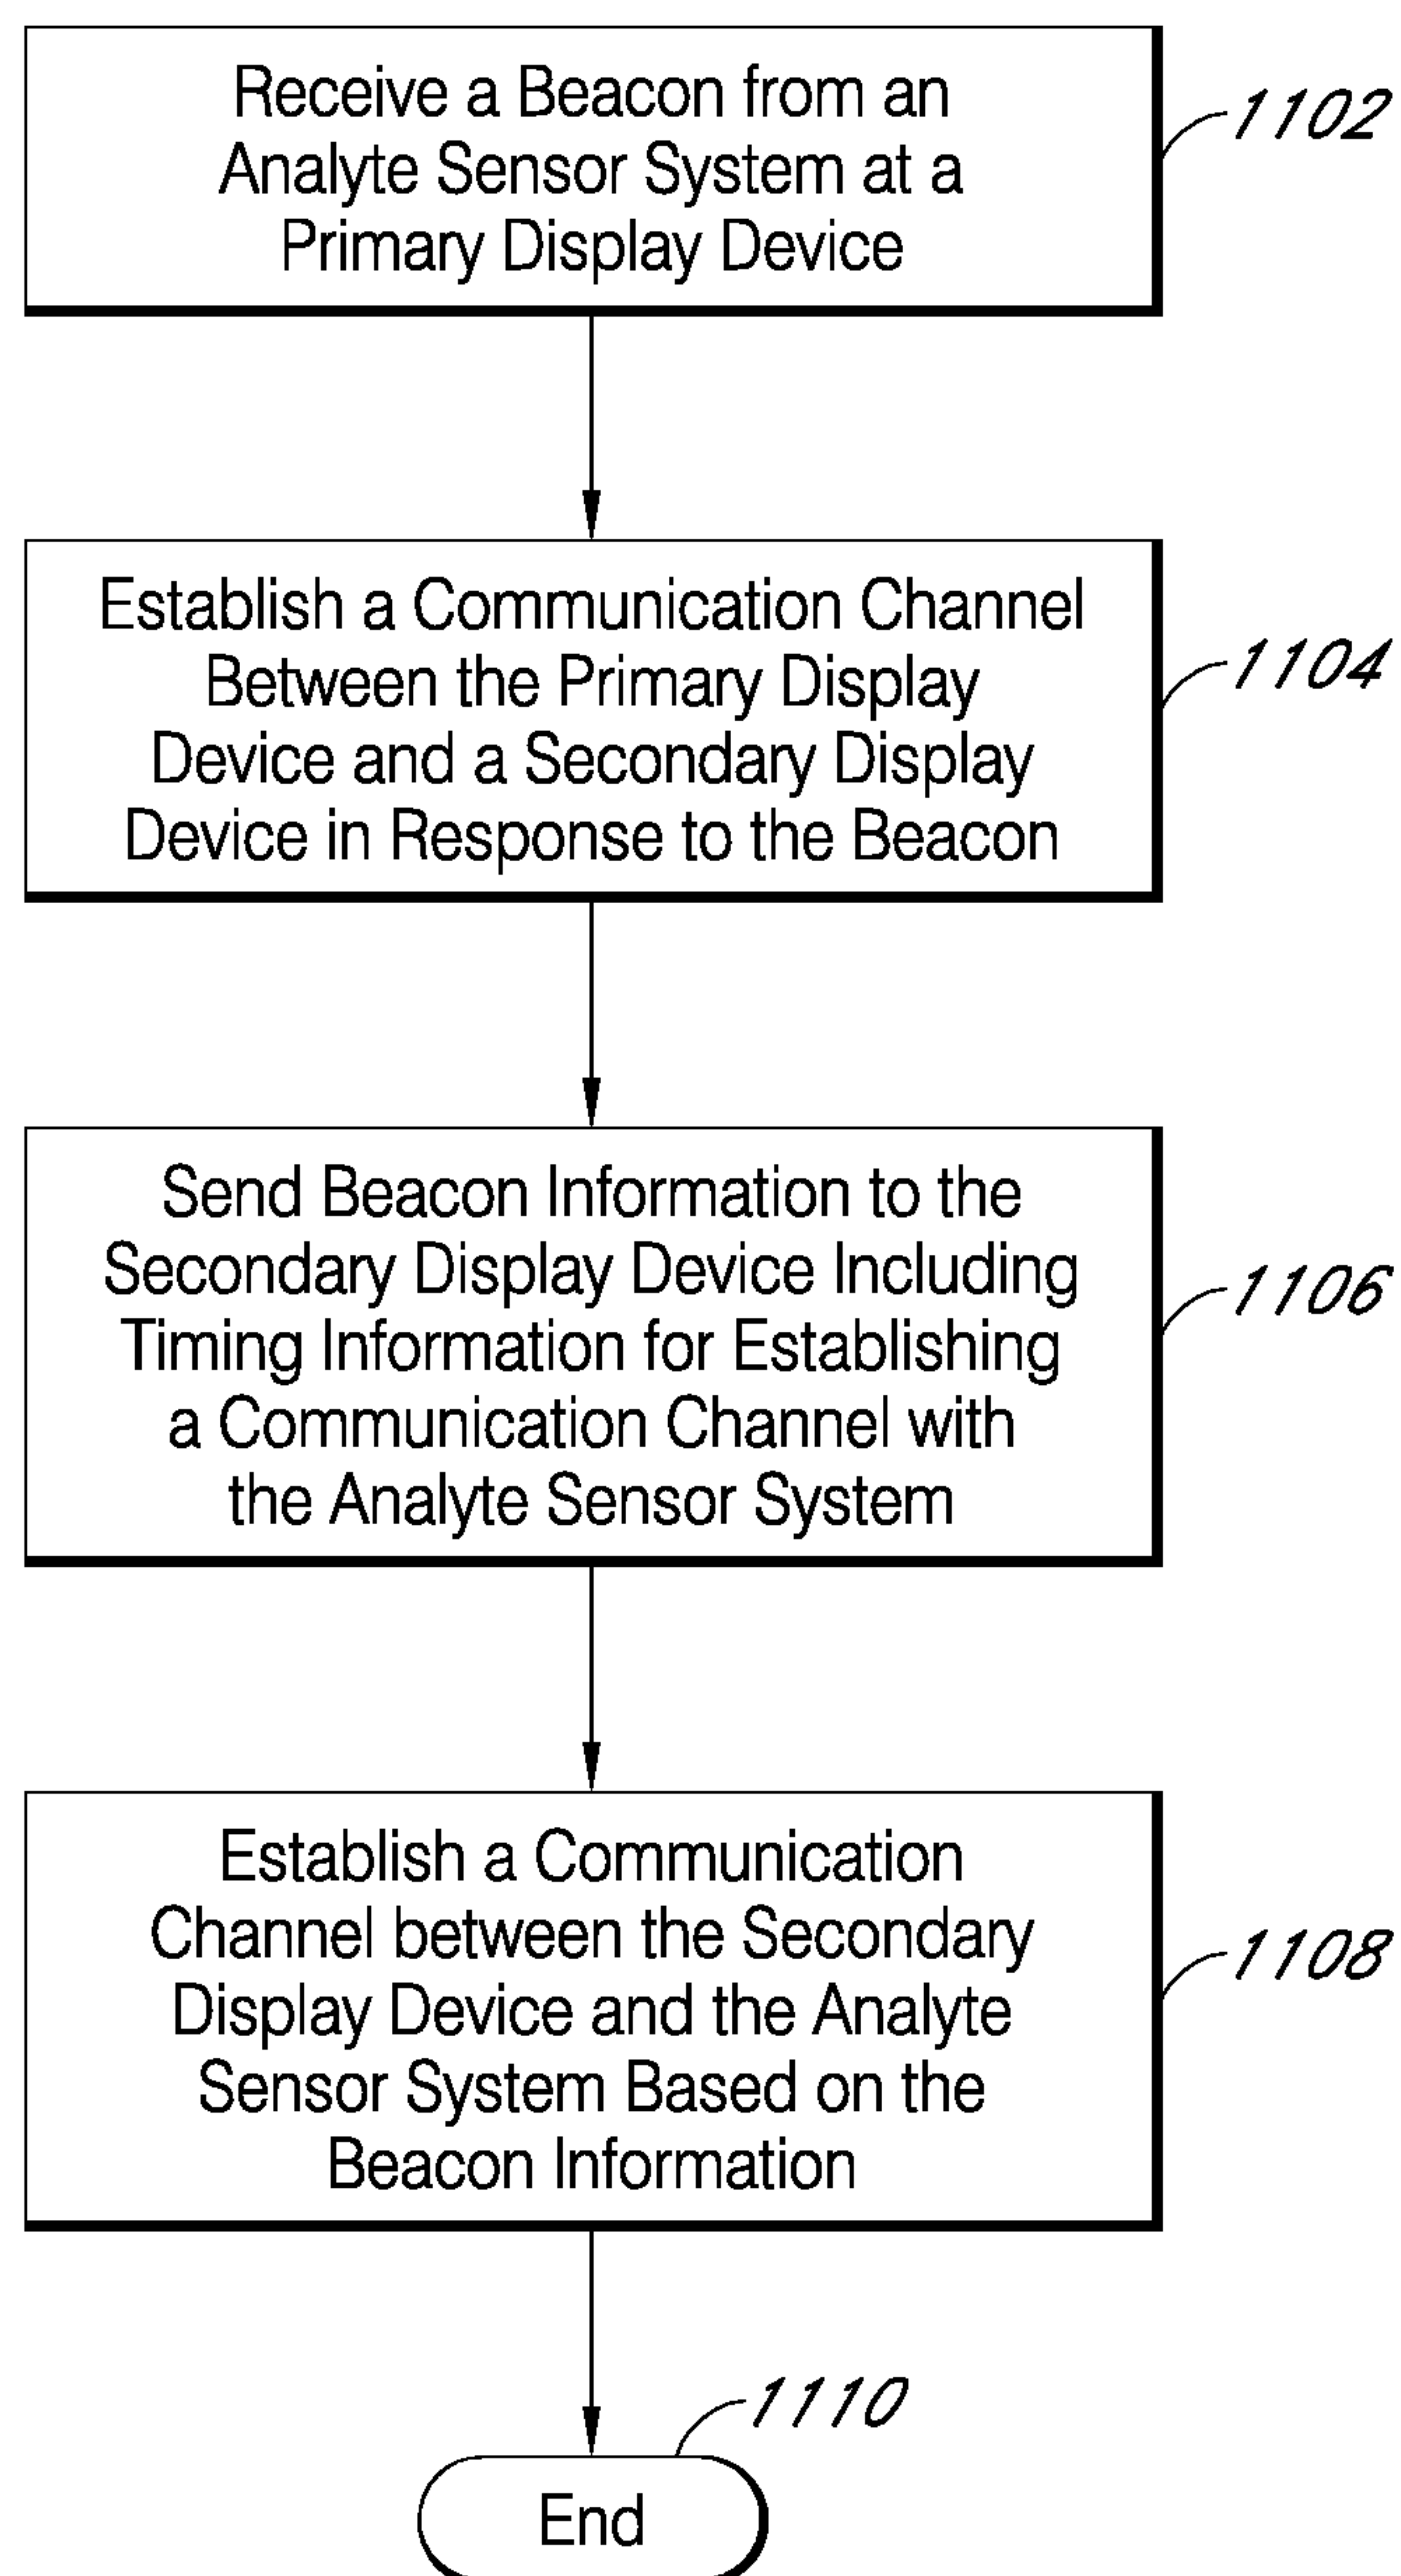 Receive a Beacon from an
Analyte Sensor System at a
Primary Display Device
1102
Establish a Communication Channel
Between the Primary Display
Device and a Secondary Display
Device in Response to the Beacon
1104
Send Beacon Information to the
Secondary Display Device Including
Timing Information for Establishing
a Communication Channel with
the Analyte Sensor System
1106
Establish a Communication
Channel between the Secondary
Display Device and the Analyte
Sensor System Based on the
Beacon Information
1108
1110
End